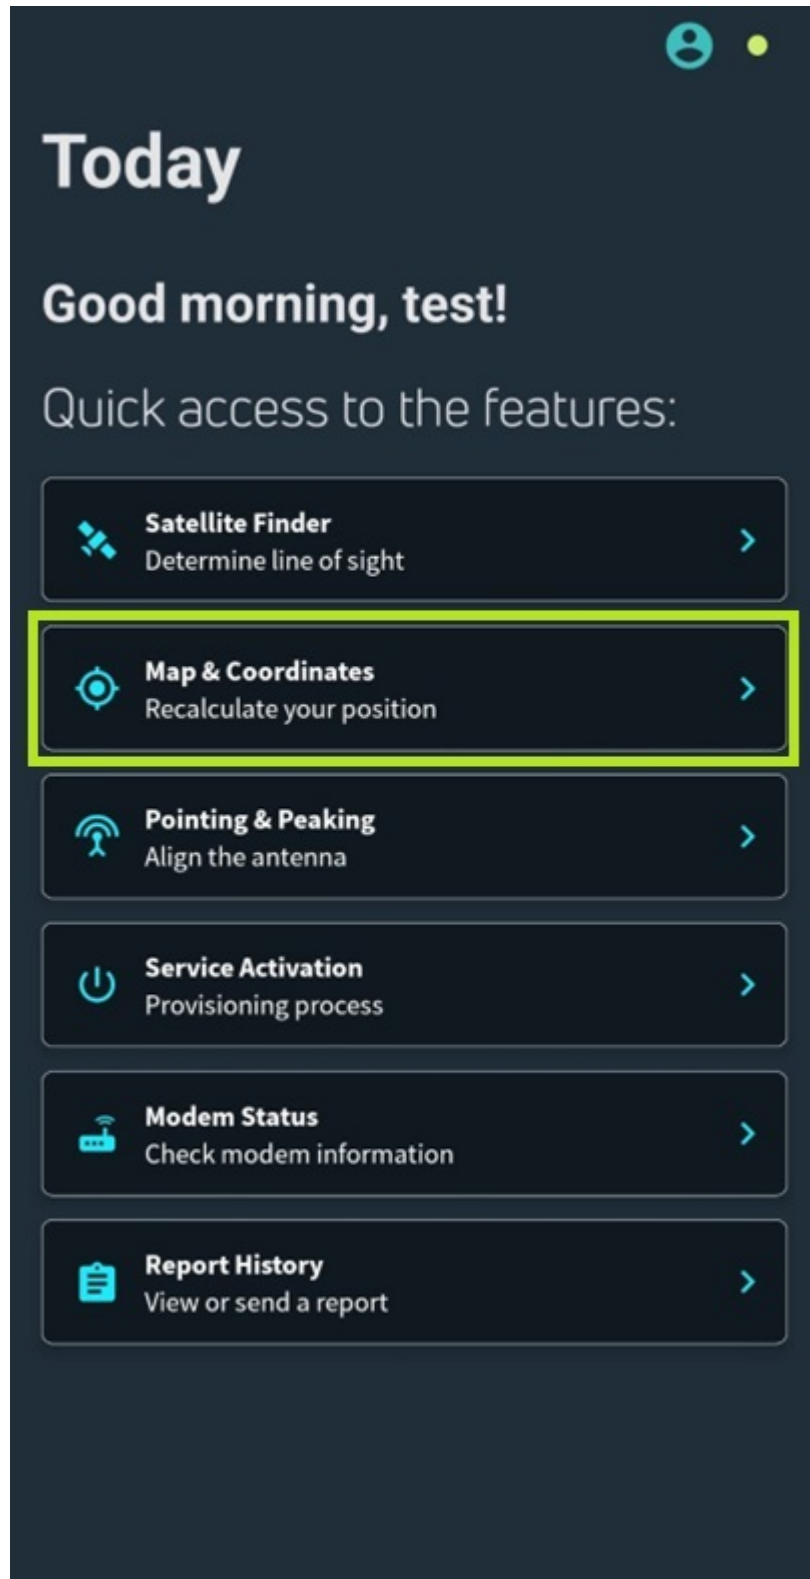 Today
Good morning, test!
Quick access to the features:
Satellite Finder
Determine line of sight
Map & Coordinates
Recalculate your position
Pointing & Peaking
Align the antenna
Service Activation
Provisioning process
Modem Status
Check modem information
Report History
View or send a report